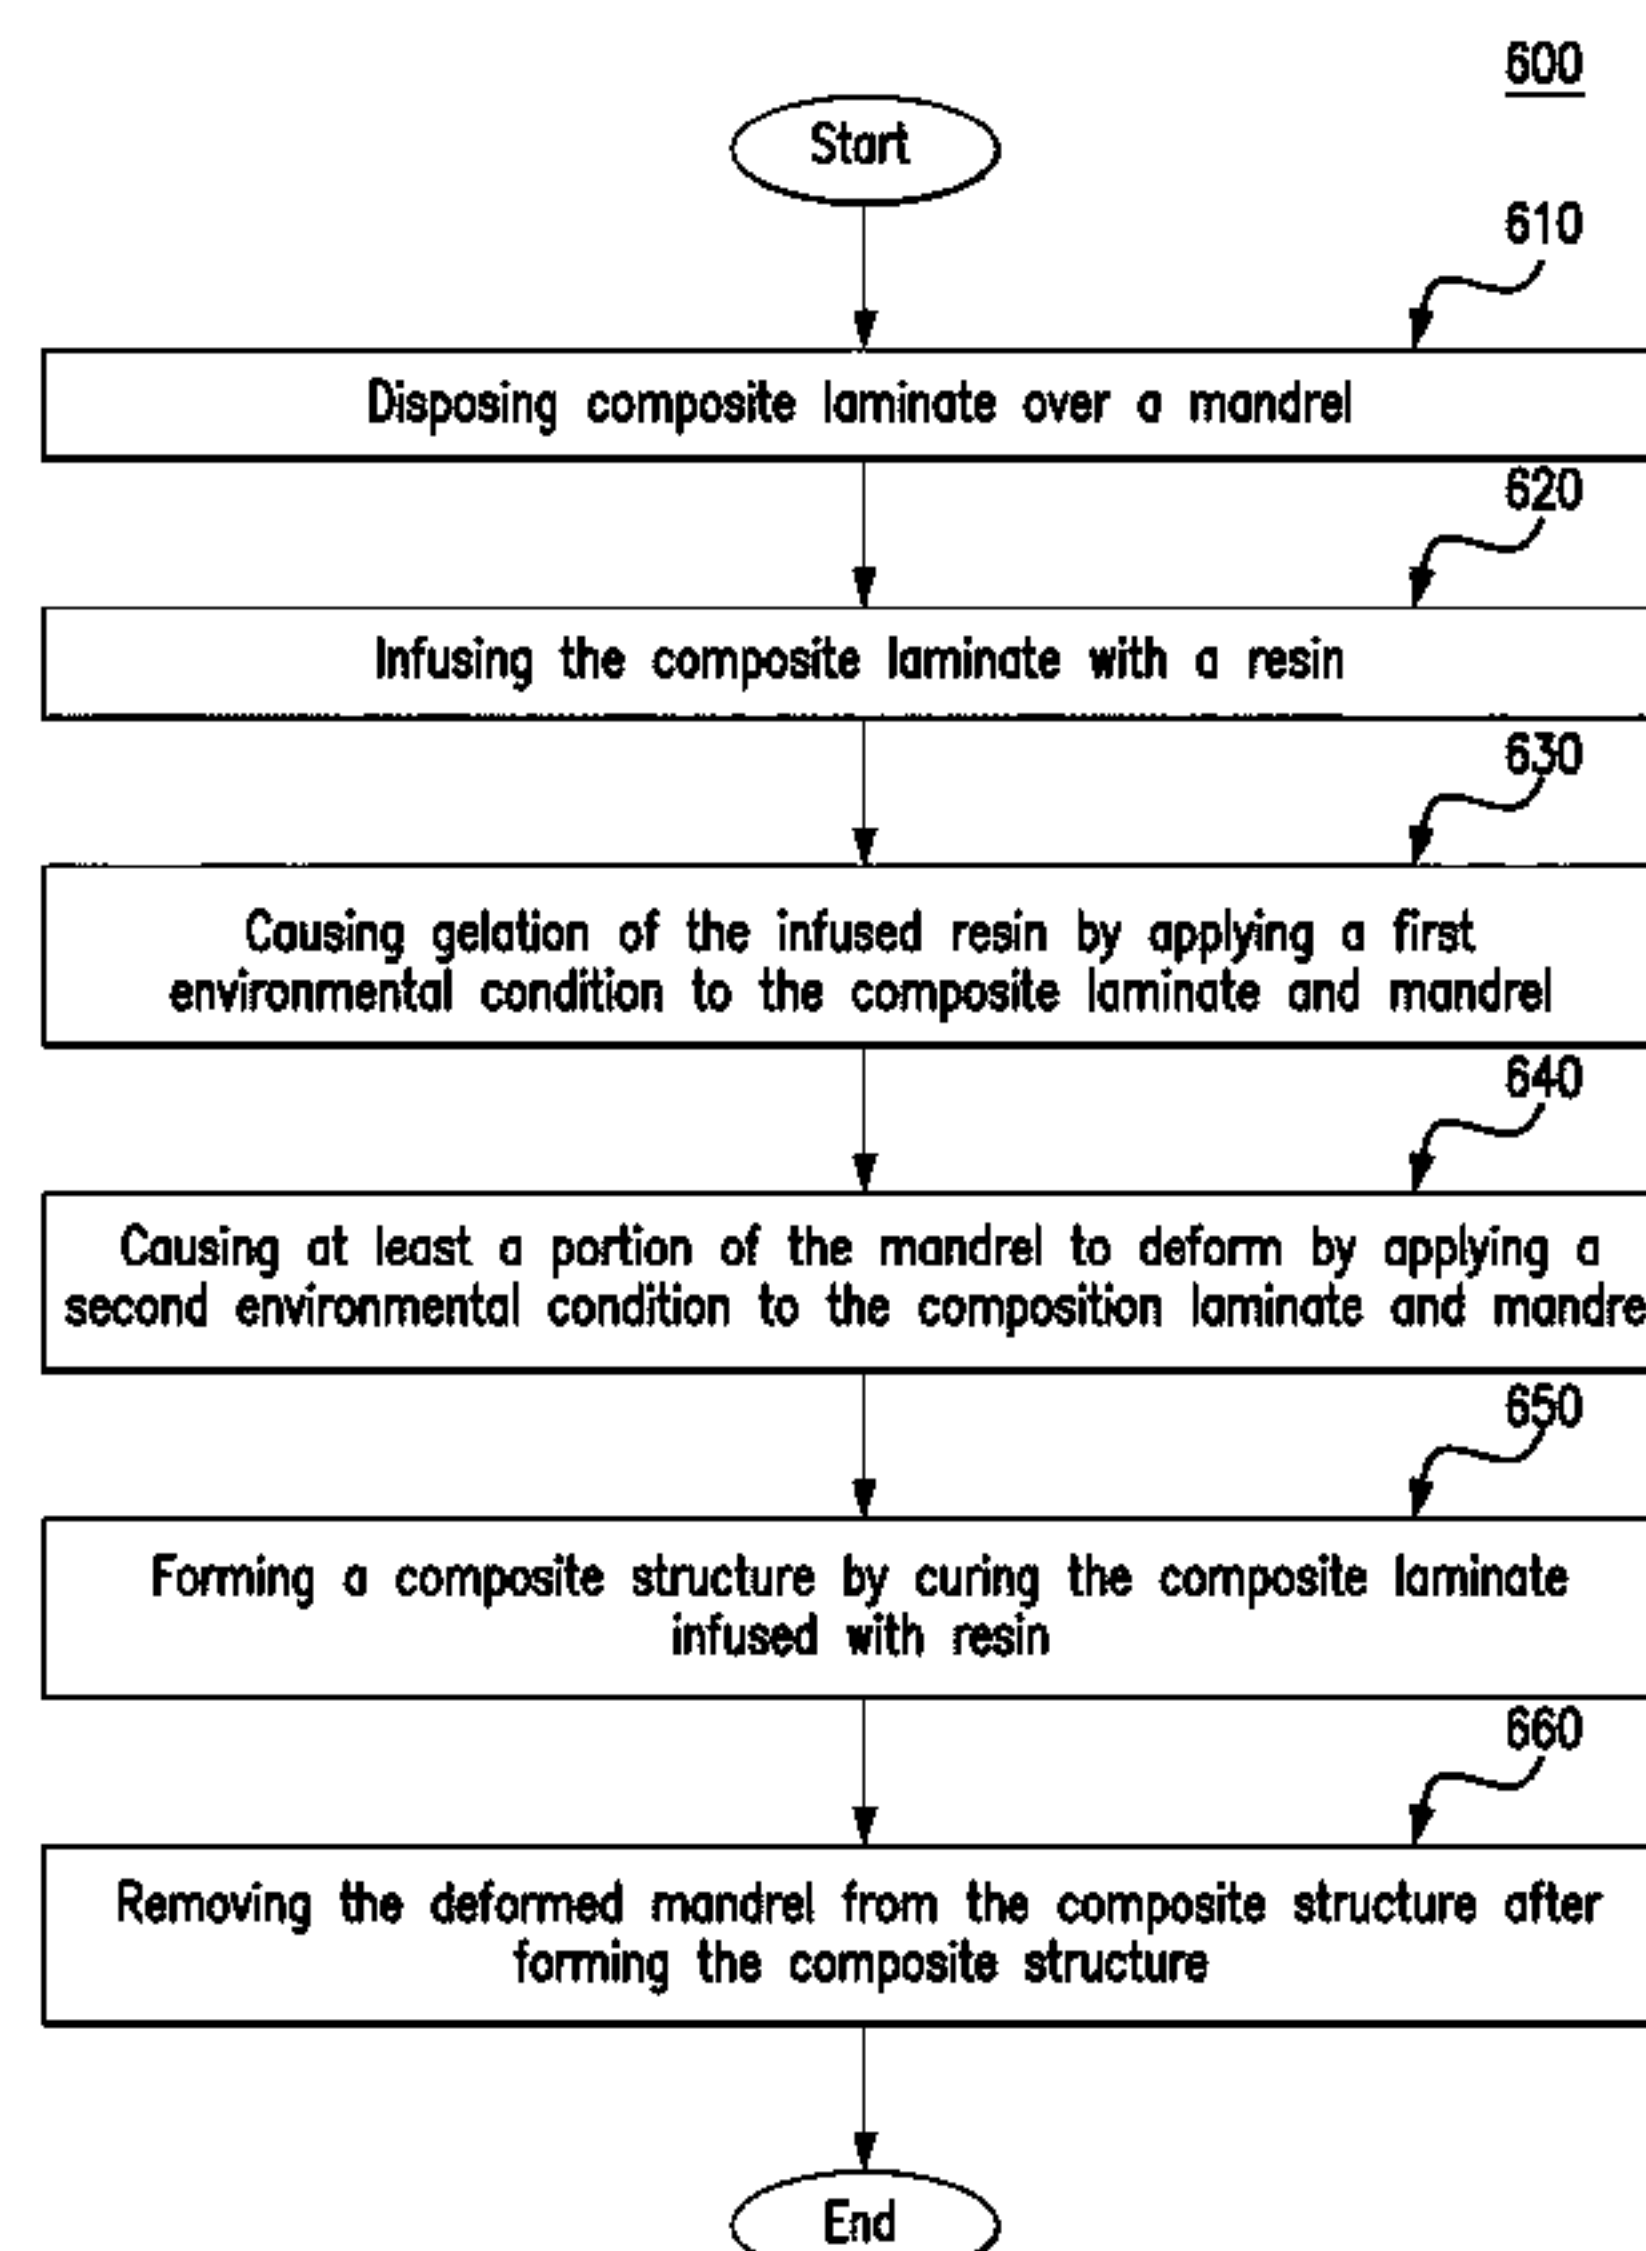 600
Start
610
Disposing composite laminate over a mandrel
620
Infusing the composite laminate with a resin
630
Causing gelation of the infused resin by applying a first
environmental condition to the composite laminate and mandrel
640
Causing at least a portion of the mandrel to deform by applying a
second environmental condition to the composition laminate and mandre
650
Forming a composite structure by curing the composite laminate
infused with resin
660
Removing the deformed mandrel from the composite structure after
forming the composite structure
End